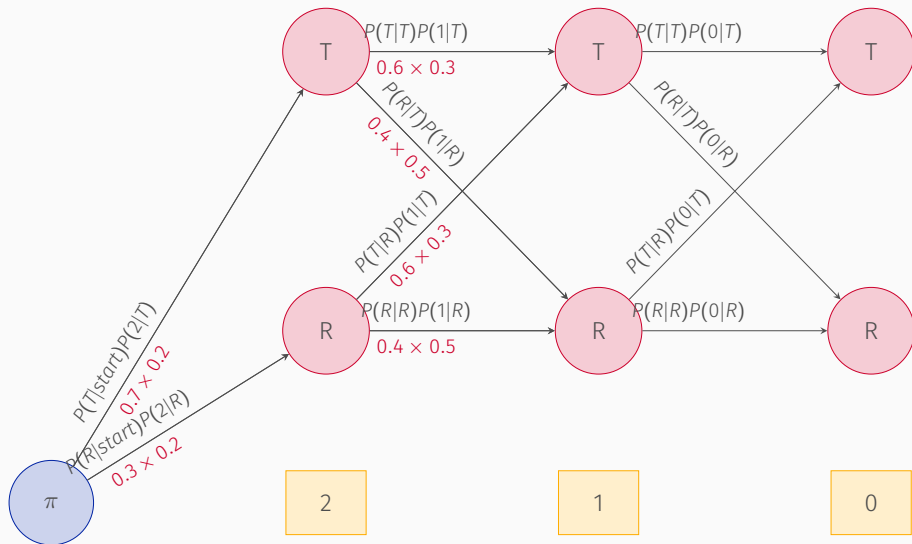 P(T|T)P(1|T)
P(T|T)P(0|T)
T
T
T
0.6 × 0.3
P(R|T)P(1|R)
0.4 × 0.5
P(R|T)P(0|R)
P(T|R)P(1|T)
0.6 × 0.3
P(T|R)P(0|T)
P(R|R)P(1|R)
P(R|R)P(0|R)
R
R
R
0.4 × 0.5
P(T|start)P(2|T)
0.7 × 0.2
P(R|start)P(2|R)
0.3 × 0.2
π
2
1
0